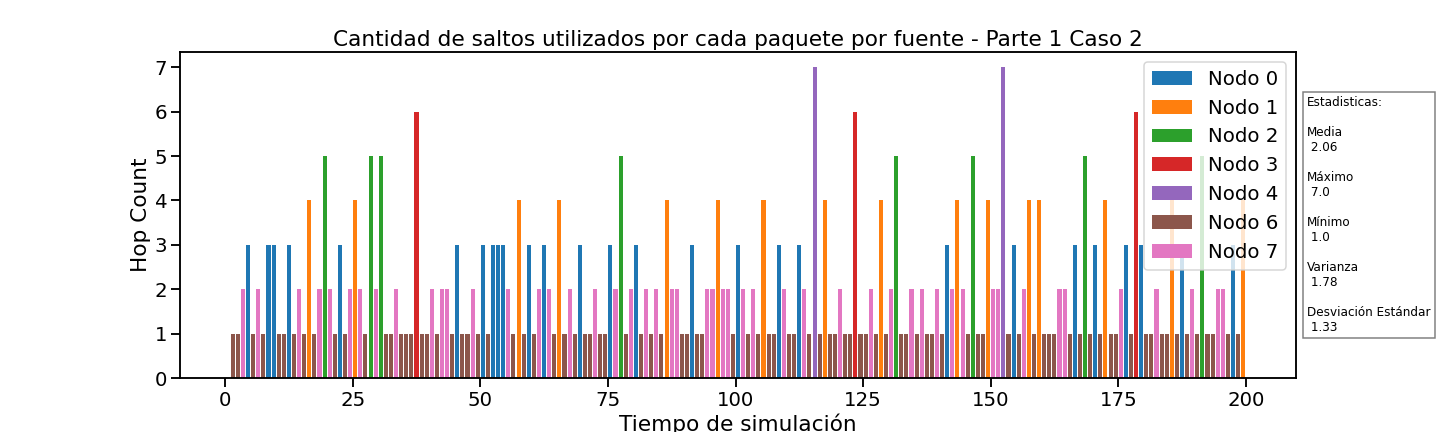 Cantidad de saltos utilizados por cada paquete por fuente - Parte 1 Caso 2
Hop Count
7
6
5
4
3
2
1
0
0 25 50 75 100 125 150 175 200
Tiempo de simulación
Nodo 0
Nodo 1
Nodo 2
Nodo 3
Nodo 4
Nodo 6
Nodo 7
Estadisticas:
Media
2.06
Máximo
7.0
Mínimo
1.0
Varianza
1.78
Desviación Estándar
1.33